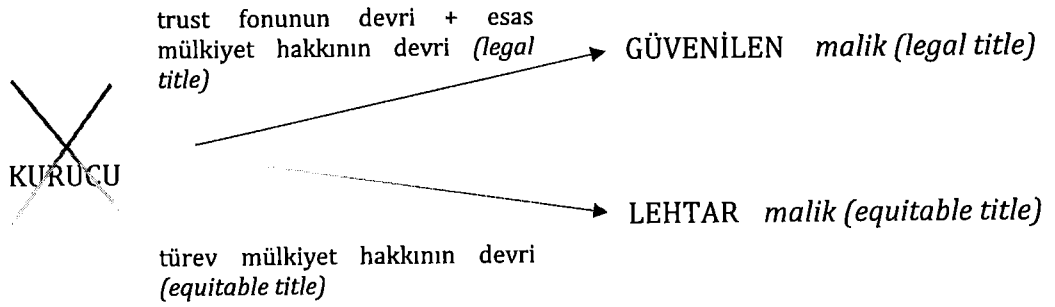 trust fonunun devri + esas
mülkiyet hakkının devri (legal
title)
GÜVENİLEN malik (legal title)
KURUCU
LEHTAR malik (equitable title)
türev mülkiyet hakkının devri
(equitable title)